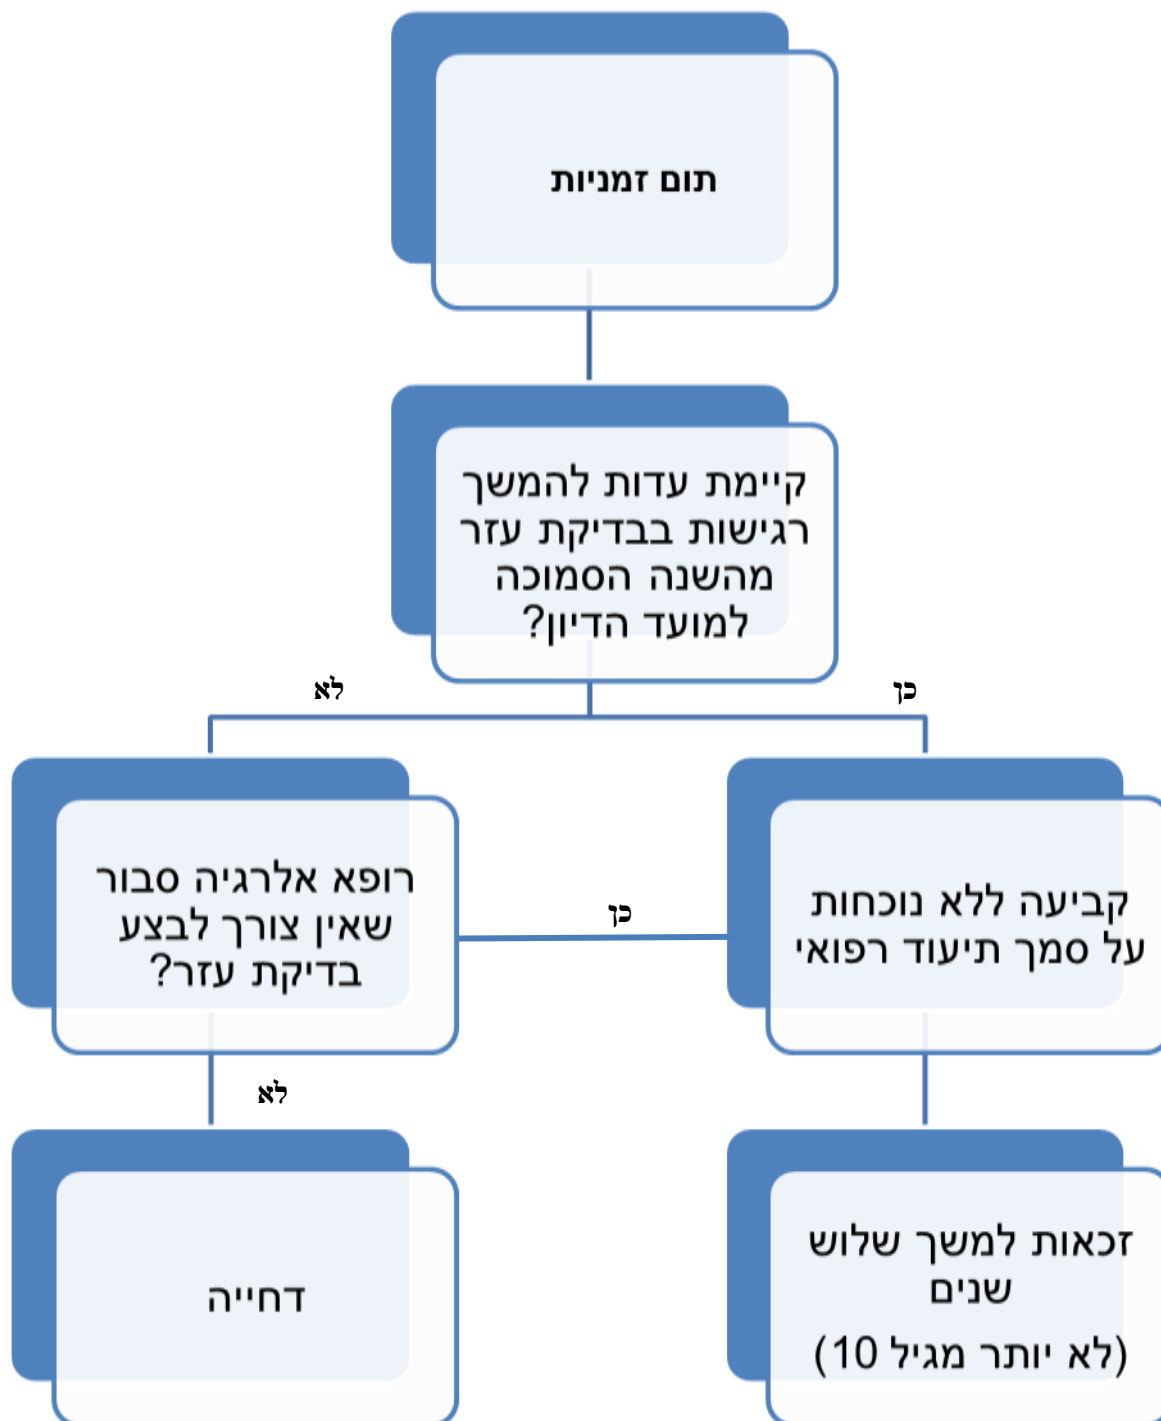 תום זמניות
קיימת עדות להמשך
רגישות בבדיקת עזר
מהשנה הסמוכה
למועד הדיון?
כן
לא
קביעה ללא נוכחות
על סמך תיעוד רפואי
כן
רופא אלרגיה סבור
שאין צורך לבצע
בדיקת עזר?
לא
זכאות למשך שלוש
שנים
(לא יותר מגיל 10)
דחייה